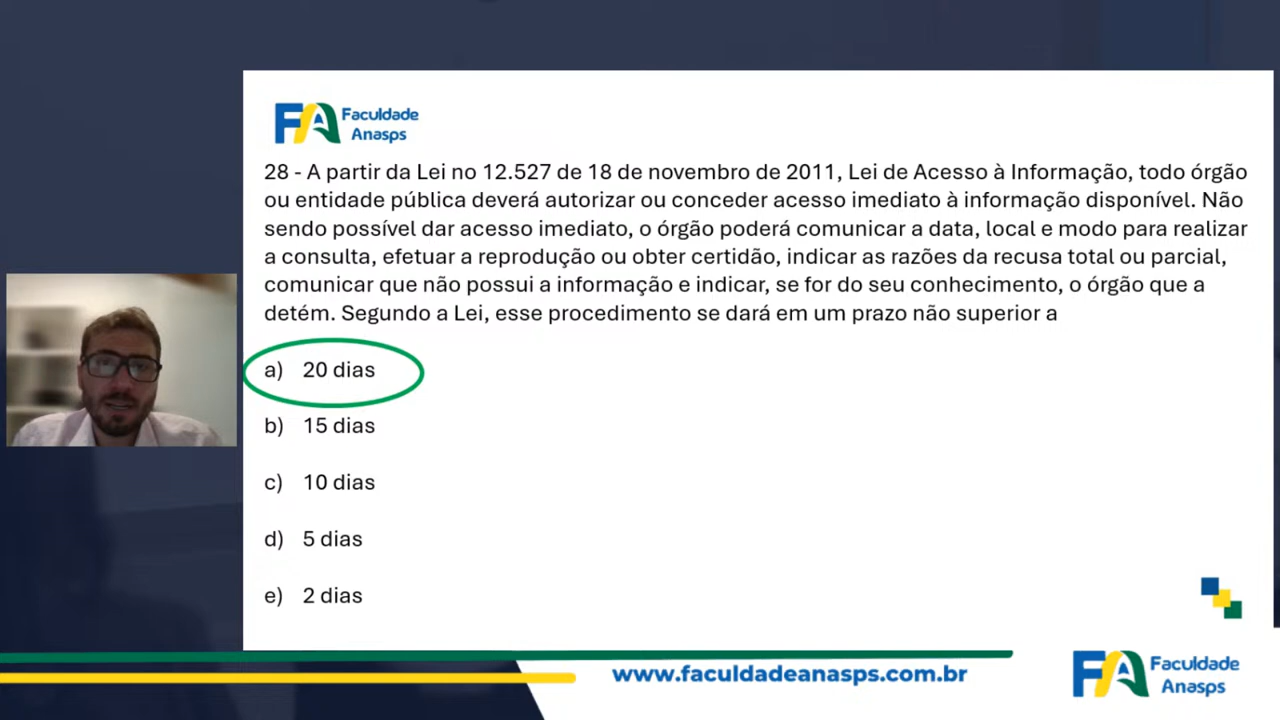 Faculdade
Anasps
28 - A partir da Lei no 12.527 de 18 de novembro de 2011, Lei de Acesso à Informação, todo órgão
ou entidade pública deverá autorizar ou conceder acesso imediato à informação disponível. Não
sendo possível dar acesso imediato, o órgão poderá comunicar a data, local e modo para realizar
a consulta, efetuar a reprodução ou obter certidão, indicar as razões da recusa total ou parcial,
comunicar que não possui a informação e indicar, se for do seu conhecimento, o órgão que a
detém. Segundo a Lei, esse procedimento se dará em um prazo não superior a
a) 20 dias
b) 15 dias
c) 10 dias
d) 5 dias
e) 2 dias
www.faculdadeanasps.com.br
Faculdade
Anasps